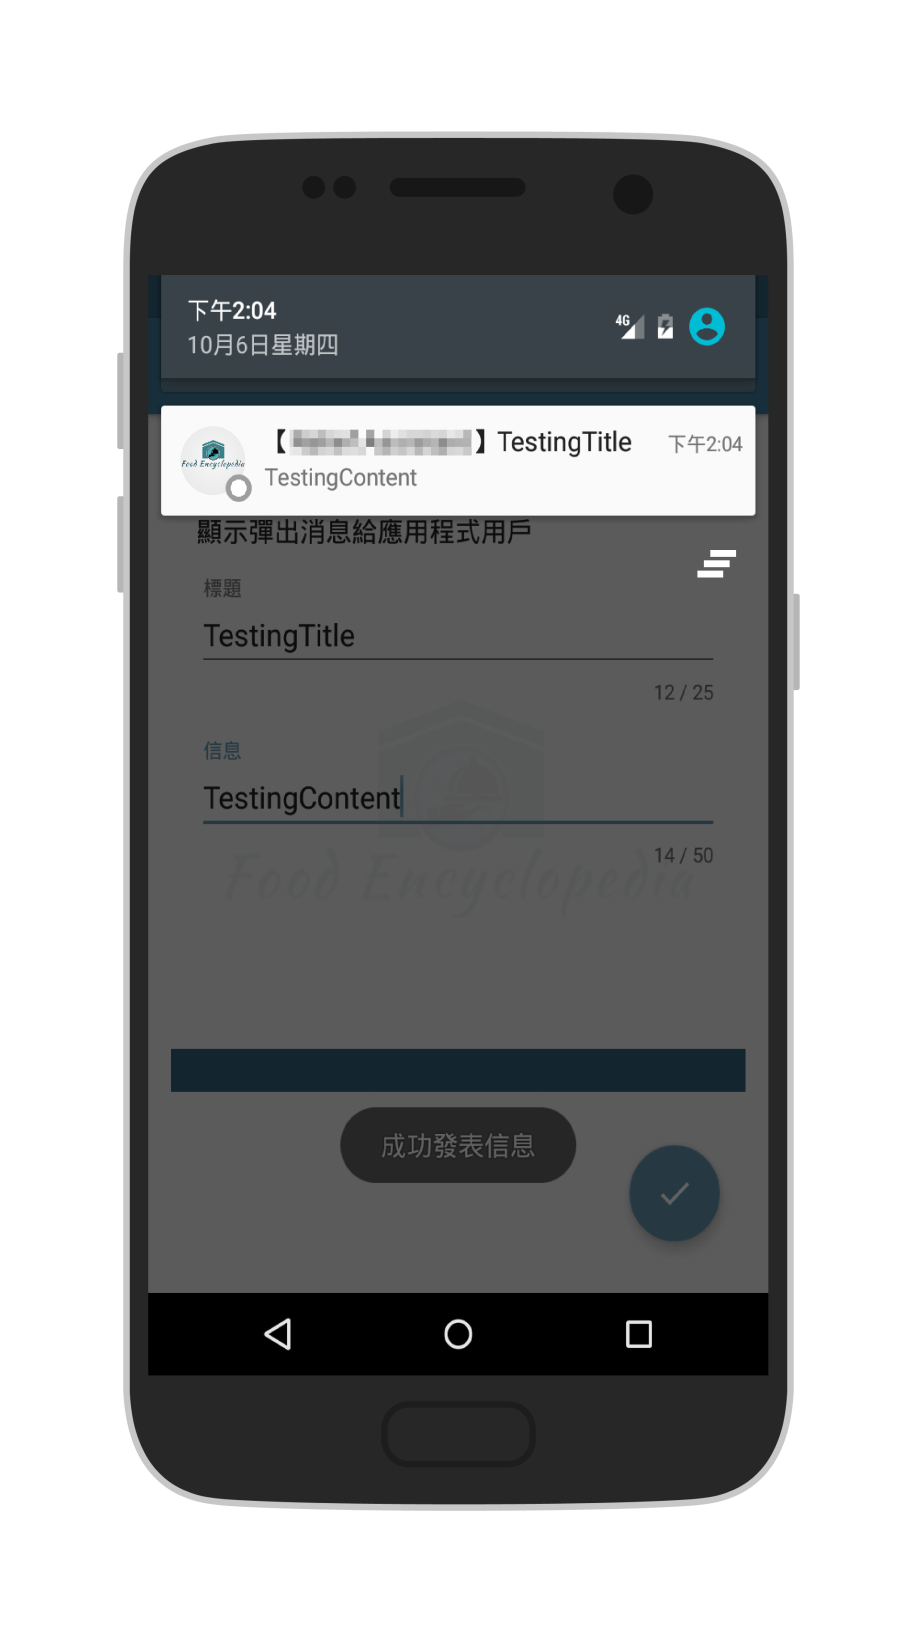 下午2:04
10月6日星期四
4G
【】TestingTitle
下午2:04
Food Encyclopedia
TestingContent
顯示彈出消息給應用程式用戶
標題
TestingTitle
12 / 25
信息
TestingContent
14 / 50
Food Encyclopedia
成功發表信息